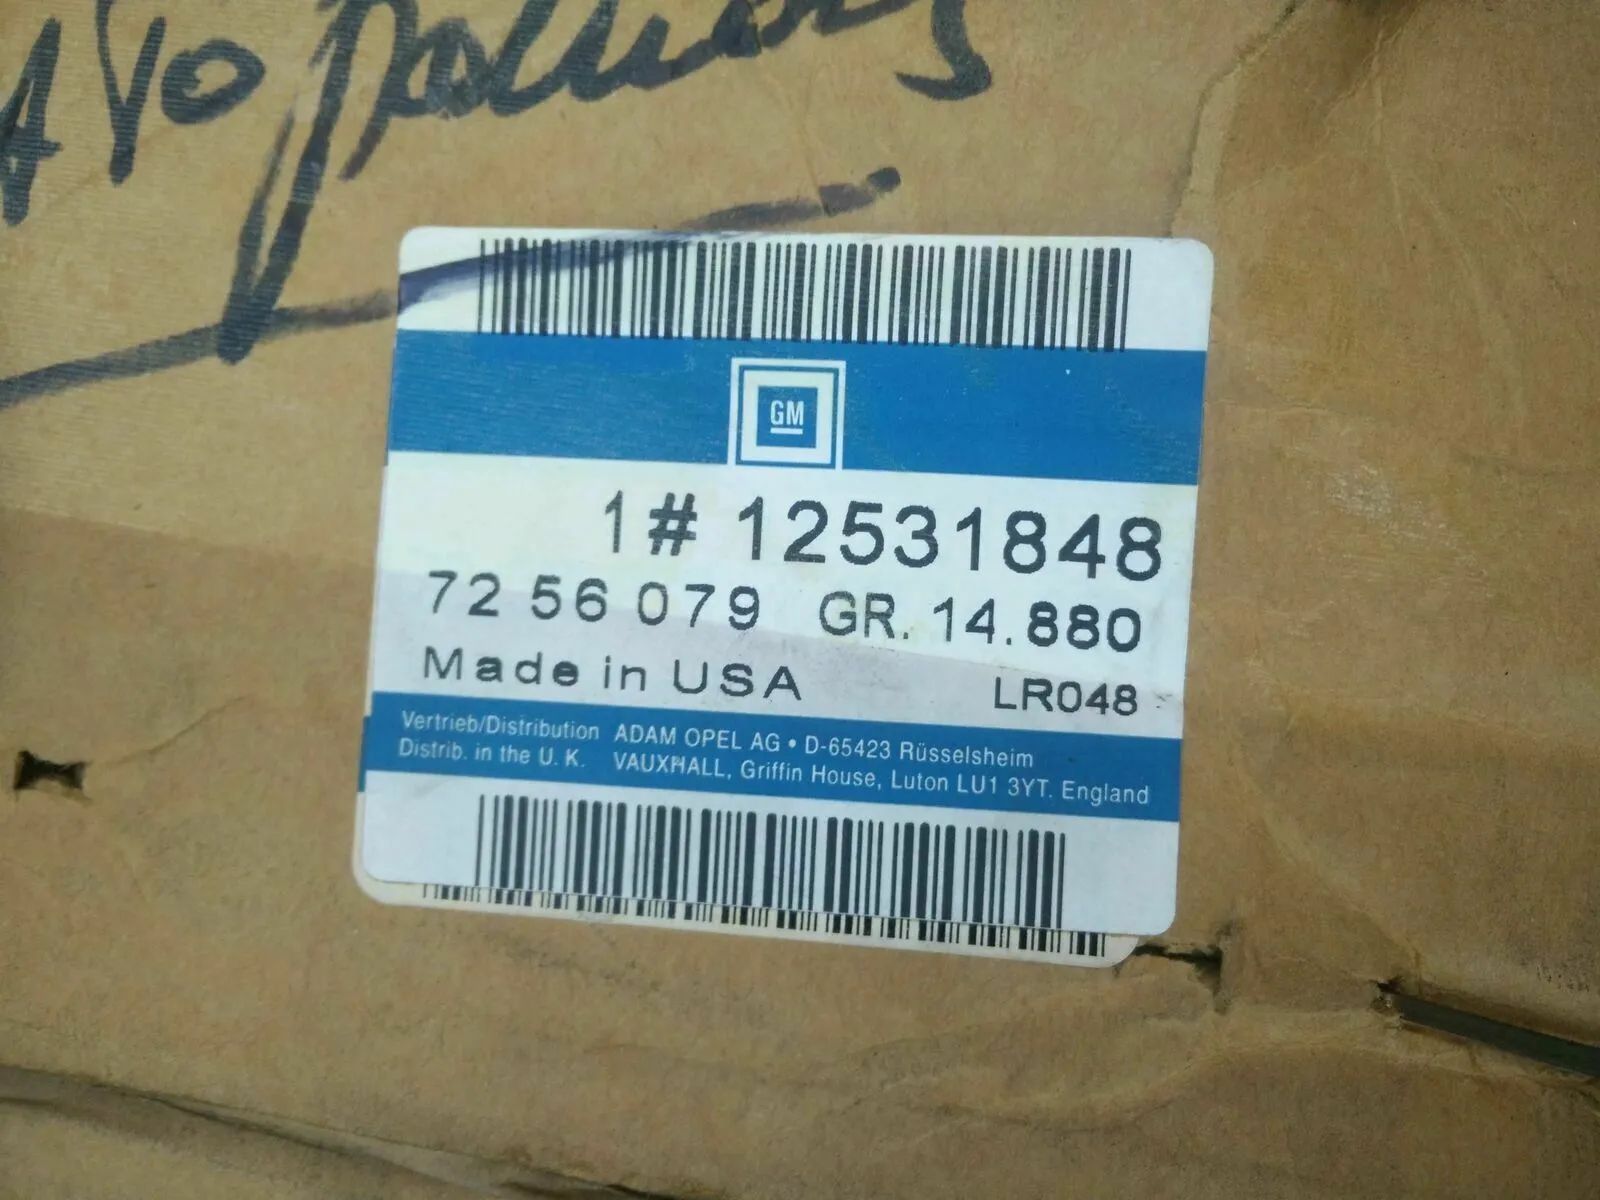 GM
1# 12531848
72 56 079 GR. 14.880
Made in USA LR048
Vertrieb/Distribution ADAM OPEL AG • D-65423 Rüsselsheim
Distrib. in the U. K. VAUXHALL, Griffin House, Luton LU1 3YT. England